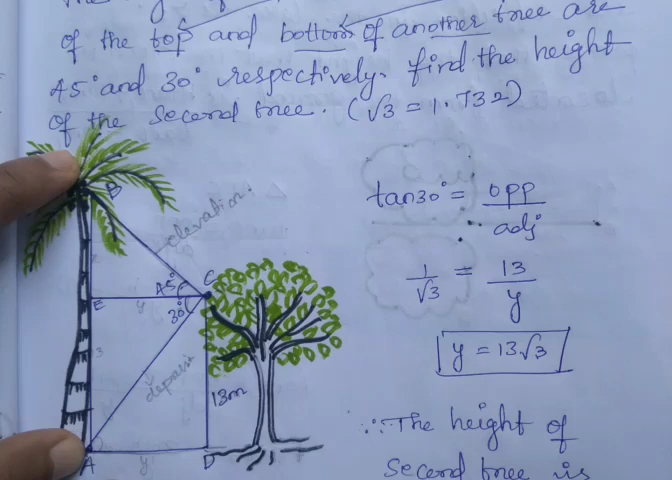 of the top and bottom of another tree are
45° and 30° respectively. find the height
of the second tree. (√3 = 1.732)
B
elevation.
45°
C
E
y
30°
13m
A
y
D
tan30° = opp
adj
1
√3
=
13
y
y = 13√3
∴ The height of
second tree is